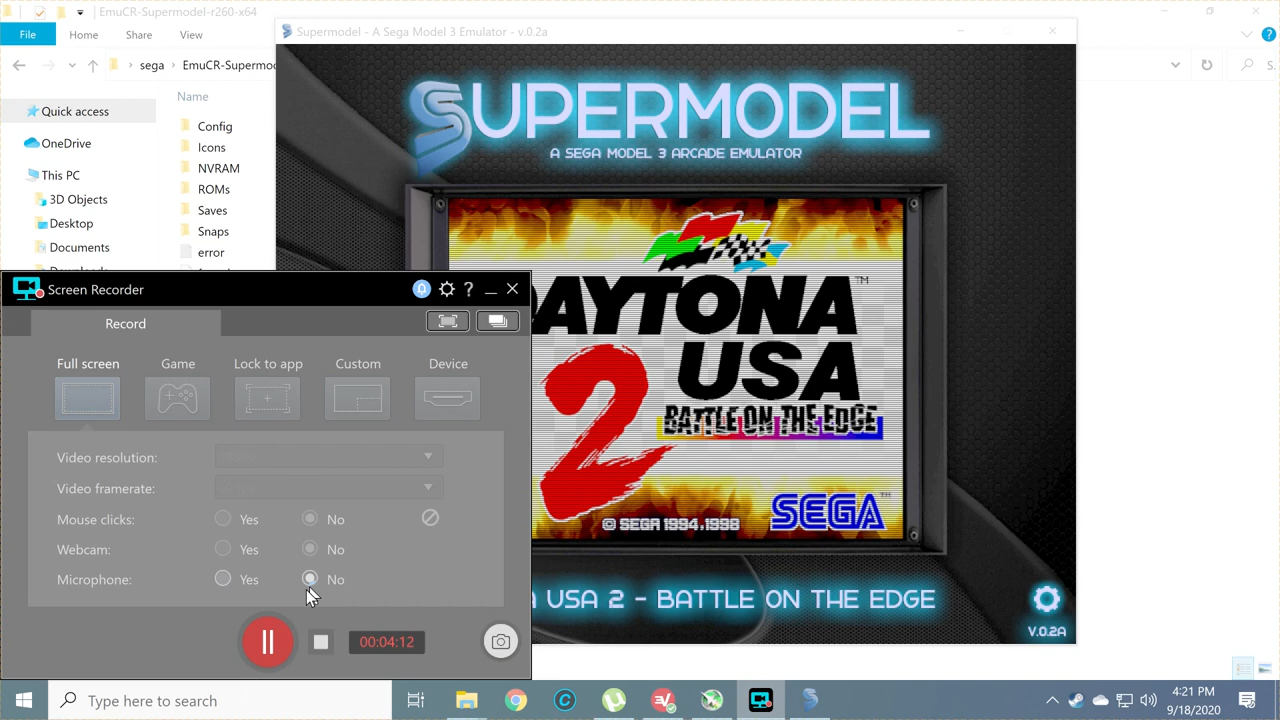 EmuCR-Supermodel-r260-x64
File
Home
Share
View
sega
EmuCR-Supermod
S.
Name
Quick access
OneDrive
This PC
3D Objects
Desktop
Documents
Config
Icons
NVRAM
ROMs
Saves
Snaps
error
Supermodel - A Sega Model 3 Emulator - v.0.2a
SUPERMODEL
A SEGA MODEL 3 ARCADE EMULATOR
DAYTONA™
USA
2
BATTLE ON THE EDGE
SEGA™
© SEGA 1994,1998
USA 2 - BATTLE ON THE EDGE
V.0.2A
Screen Recorder
Record
Full screen
Game
Lock to app
Custom
Device
Video resolution:
Video framerate:
Mouse clicks:
Yes
No
Webcam:
Yes
No
Microphone:
Yes
No
00:04:12
Type here to search
4:21 PM
9/18/2020